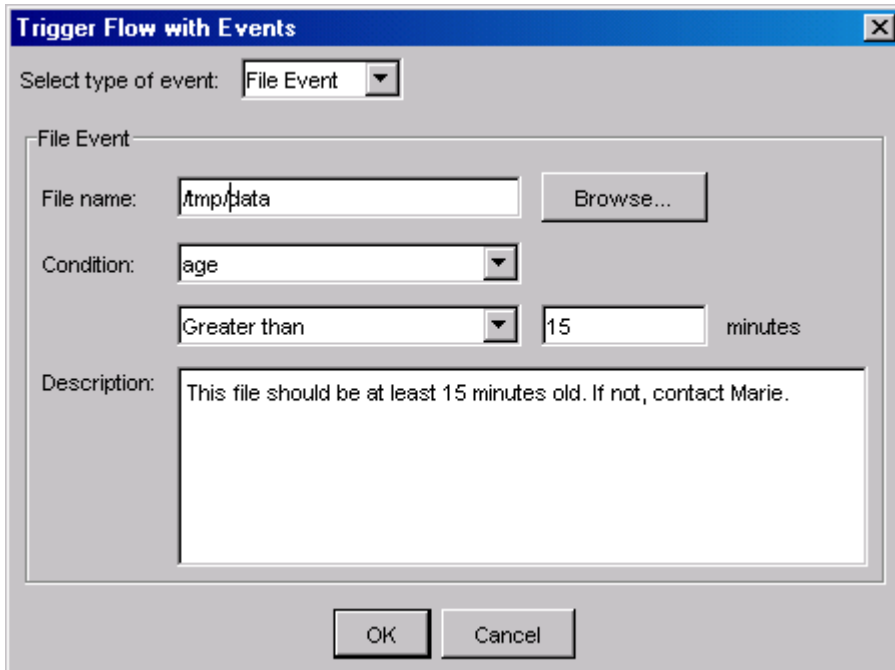 Trigger Flow with Events
Select type of event: File Event
File Event
File name: /tmp/data Browse...
Condition: age
Greater than 15 minutes
Description: This file should be at least 15 minutes old. If not, contact Marie.
OK Cancel